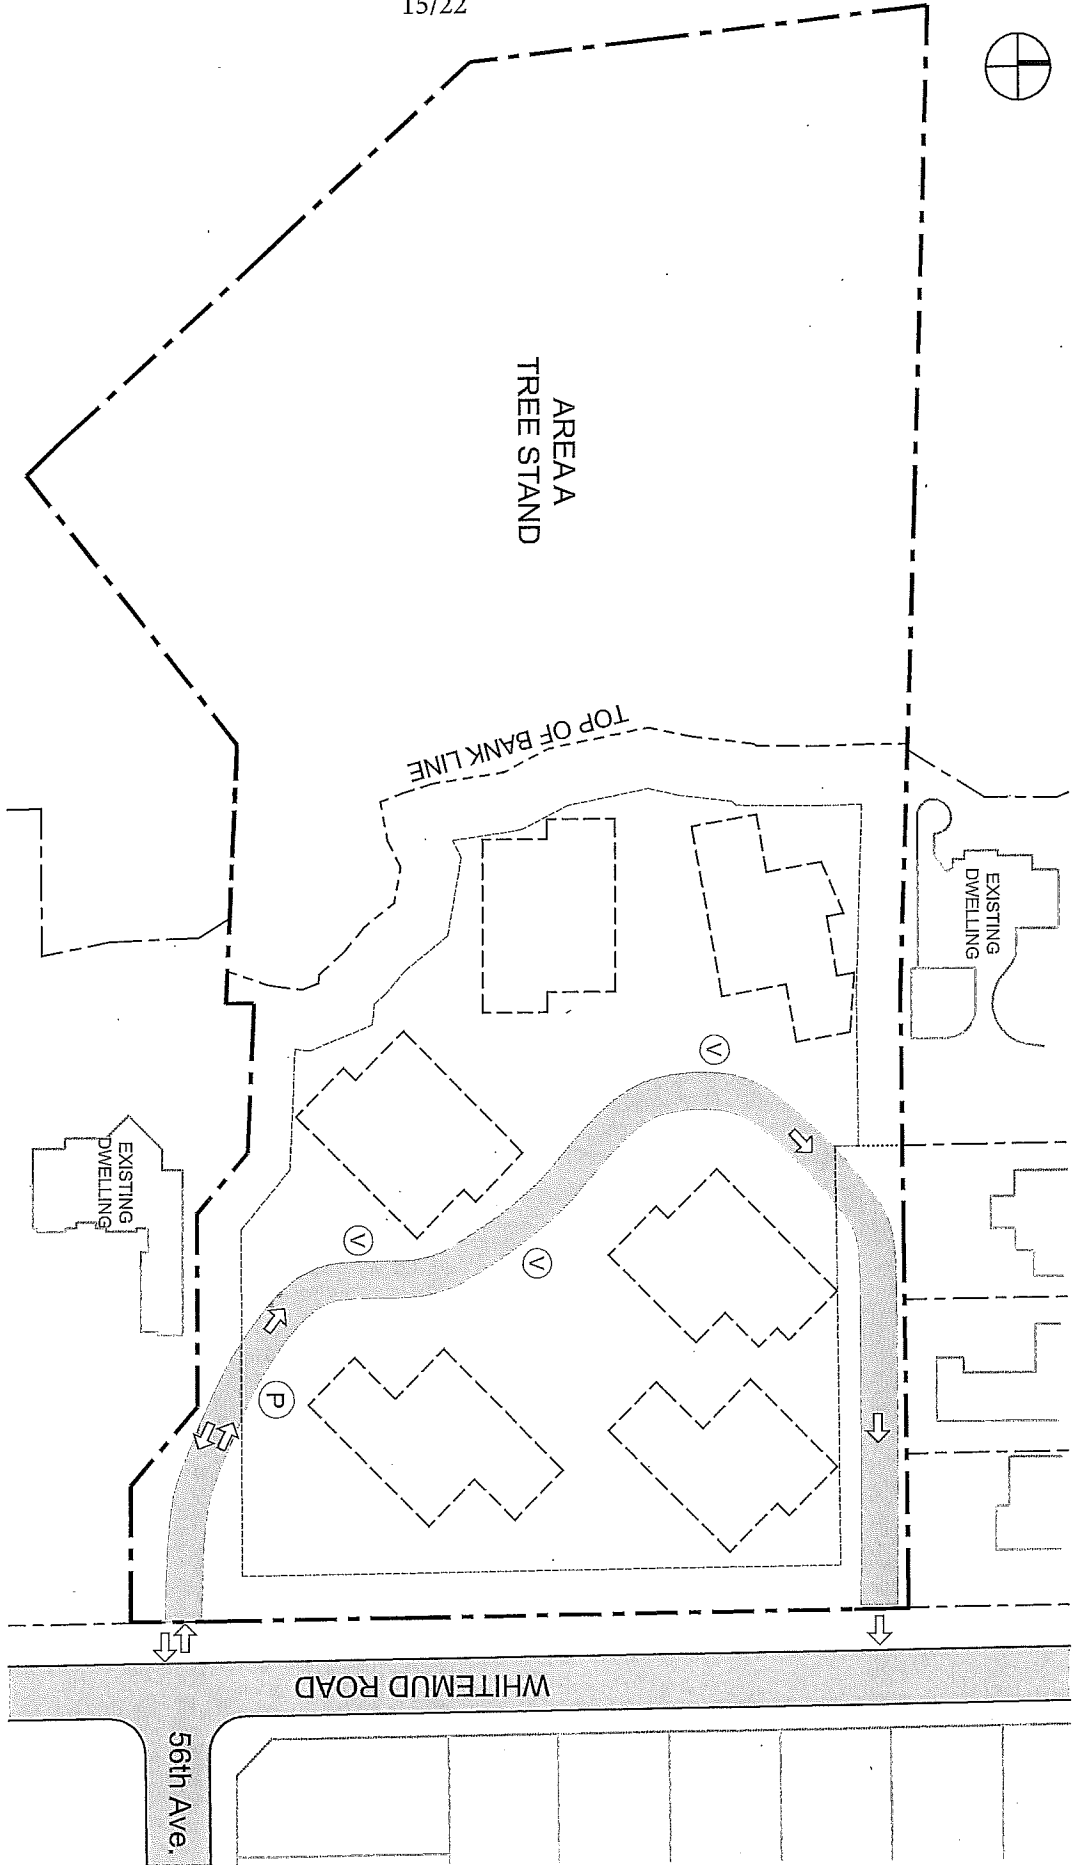 15/22
AREA A
TREE STAND
TOP OF BANK LINE
EXISTING
DWELLING
V
EXISTING
DWELLING
V
V
P
WHITEMUD ROAD
56th Ave.